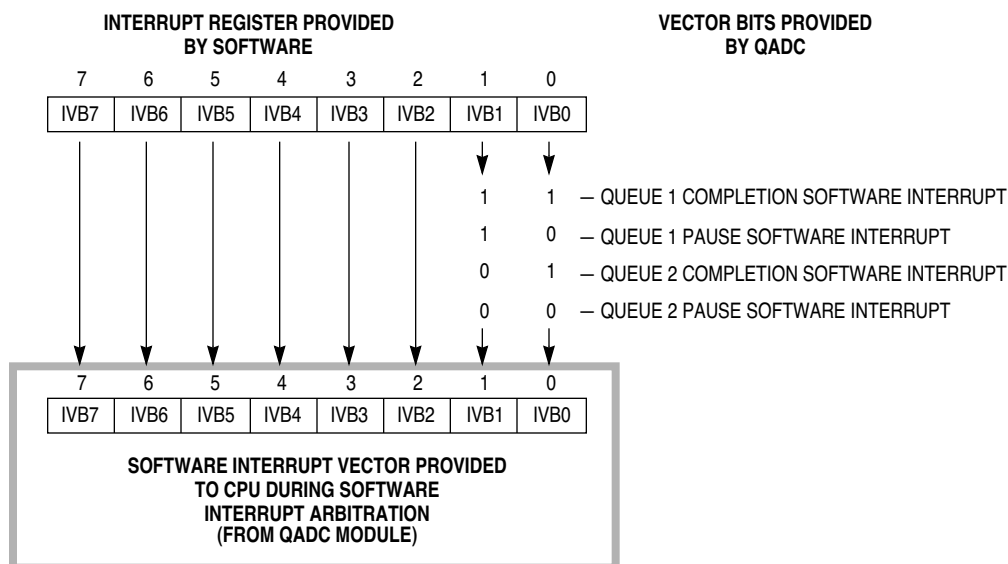 INTERRUPT REGISTER PROVIDED
BY SOFTWARE
VECTOR BITS PROVIDED
BY QADC
7 6 5 4 3 2 1 0
IVB7 IVB6 IVB5 IVB4 IVB3 IVB2 IVB1 IVB0
1 1 — QUEUE 1 COMPLETION SOFTWARE INTERRUPT
1 0 — QUEUE 1 PAUSE SOFTWARE INTERRUPT
0 1 — QUEUE 2 COMPLETION SOFTWARE INTERRUPT
0 0 — QUEUE 2 PAUSE SOFTWARE INTERRUPT
7 6 5 4 3 2 1 0
IVB7 IVB6 IVB5 IVB4 IVB3 IVB2 IVB1 IVB0
SOFTWARE INTERRUPT VECTOR PROVIDED
TO CPU DURING SOFTWARE
INTERRUPT ARBITRATION
(FROM QADC MODULE)